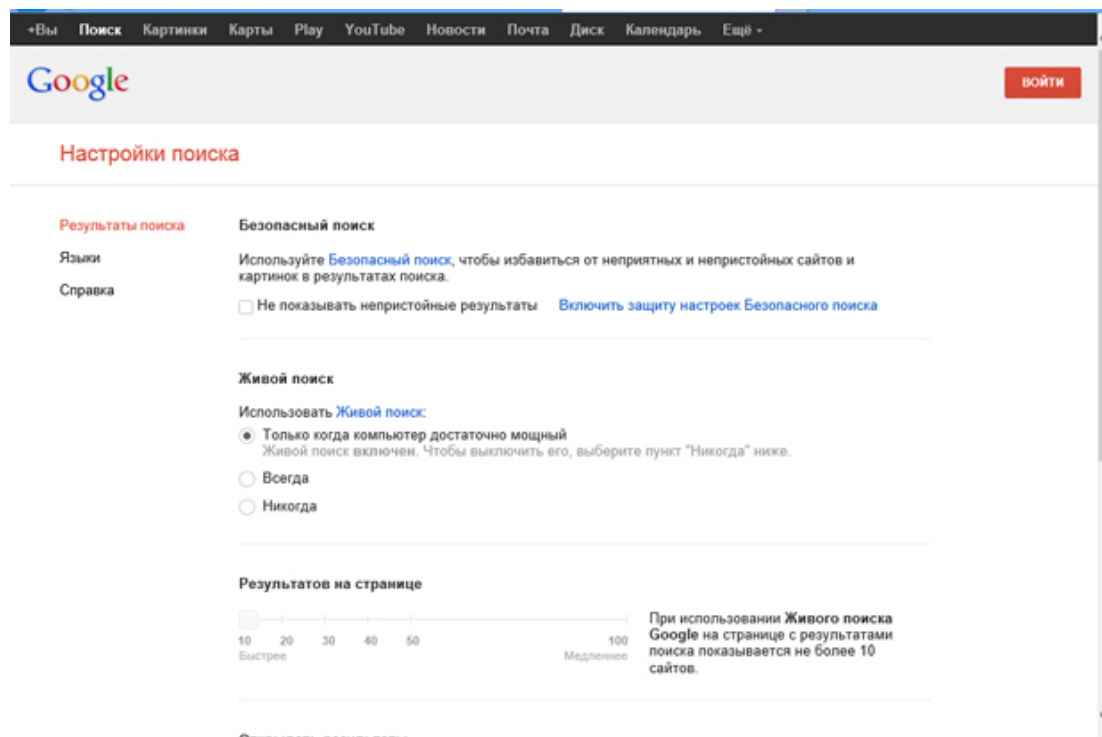 +Вы Поиск Картинки Карты Play YouTube Новости Почта Диск Календарь Ещё
Google
ВОЙТИ
Настройки поиска
Результаты поиска
Языки
Справка
Безопасный поиск
Используйте Безопасный поиск, чтобы избавиться от неприятных и непристойных сайтов и
картинок в результатах поиска.
Не показывать непристойные результаты Включить защиту настроек Безопасного поиска
Живой поиск
Использовать Живой поиск:
Только когда компьютер достаточно мощный
Живой поиск включен. Чтобы выключить его, выберите пункт "Никогда" ниже.
Всегда
Никогда
Результатов на странице
10 20 30 40 50 100
Быстрее Медленнее
При использовании Живого поиска
Google на странице с результатами
поиска показывается не более 10
сайтов.